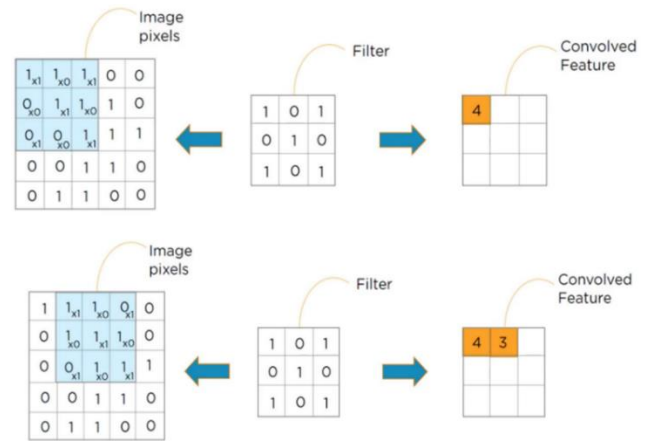 Image
pixels
Filter
Convolved
Feature
1x1 1x0 1x1 0 0
0x0 1x1 1x0 1 0
0x1 0x0 1x1 1 1
0 0 1 1 0
0 1 1 0 0
1 0 1
0 1 0
1 0 1
4
Image
pixels
Filter
Convolved
Feature
1 1x1 1x0 0x1 0
0 1x0 1x1 1x0 0
0 0x1 1x0 1x1 1
0 0 1 1 0
0 1 1 0 0
1 0 1
0 1 0
1 0 1
4 3